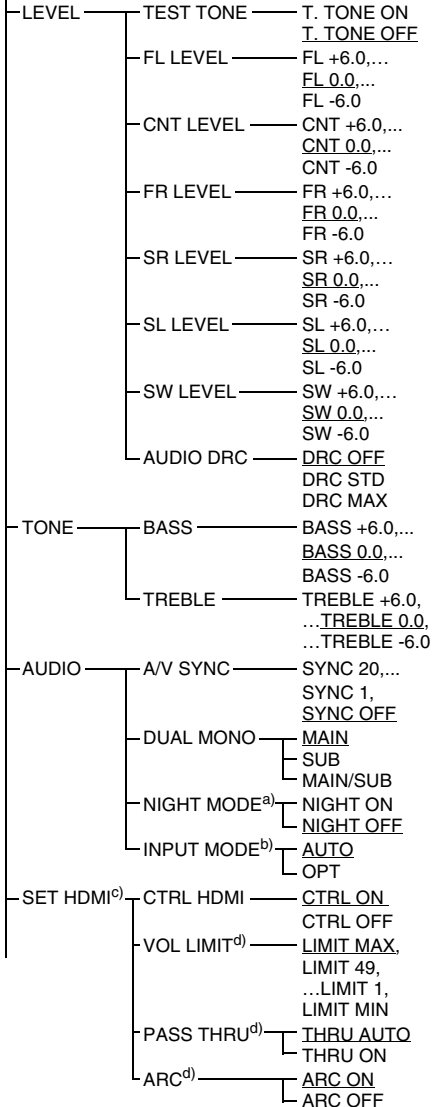 LEVEL TEST TONE T. TONE ON
T. TONE OFF
FL LEVEL FL +6.0,…
FL 0.0,...
FL -6.0
CNT LEVEL CNT +6.0,...
CNT 0.0,...
CNT -6.0
FR LEVEL FR +6.0,…
FR 0.0,...
FR -6.0
SR LEVEL SR +6.0,…
SR 0.0,...
SR -6.0
SL LEVEL SL +6.0,…
SL 0.0,...
SL -6.0
SW LEVEL SW +6.0,…
SW 0.0,...
SW -6.0
AUDIO DRC DRC OFF
DRC STD
DRC MAX
TONE BASS BASS +6.0,...
BASS 0.0,...
BASS -6.0
TREBLE TREBLE +6.0,
…TREBLE 0.0,
…TREBLE -6.0
AUDIO A/V SYNC SYNC 20,...
SYNC 1,
SYNC OFF
DUAL MONO MAIN
SUB
MAIN/SUB
NIGHT MODEa) NIGHT ON
NIGHT OFF
INPUT MODEb) AUTO
OPT
SET HDMIc) CTRL HDMI CTRL ON
CTRL OFF
VOL LIMITd) LIMIT MAX,
LIMIT 49,
…LIMIT 1,
LIMIT MIN
PASS THRUd) THRU AUTO
THRU ON
ARCd) ARC ON
ARC OFF